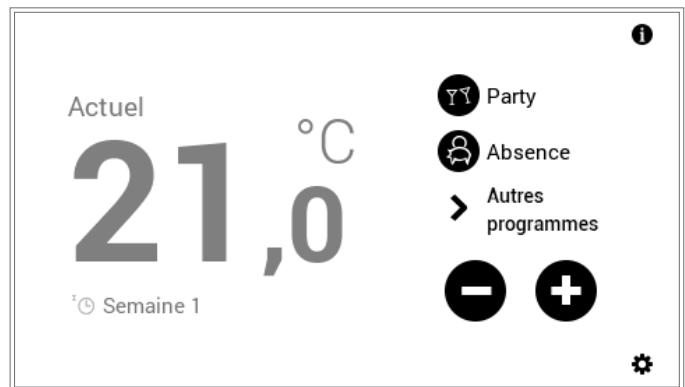 Actuel
21,0 °C
Semaine 1
Party
Absence
Autres
programmes